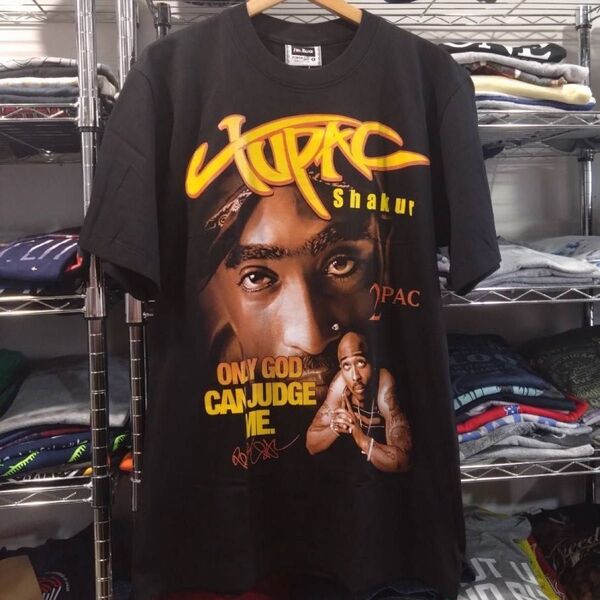 TUPAC
Shakur
2PAC
ONLY GOD
CAN JUDGE
ME.